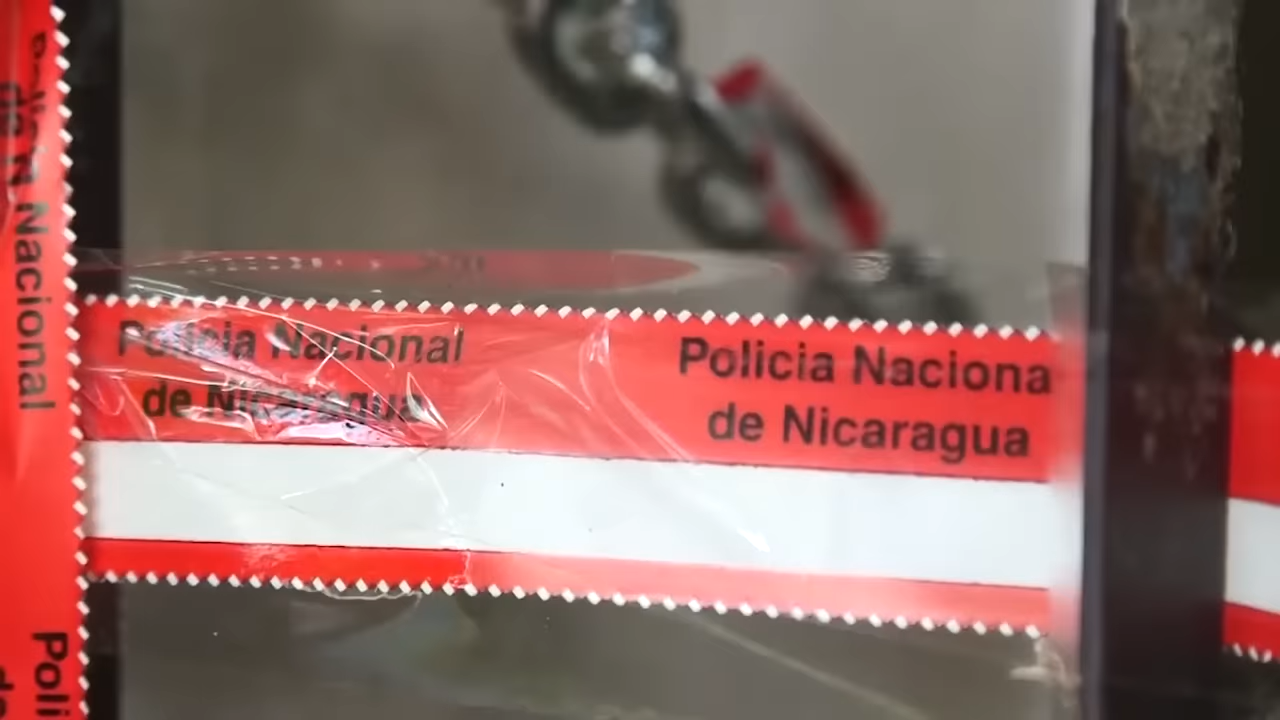 Policia Nacional
de Nicaragua
Policia Naciona
de Nicaragua
Nacional
Poli